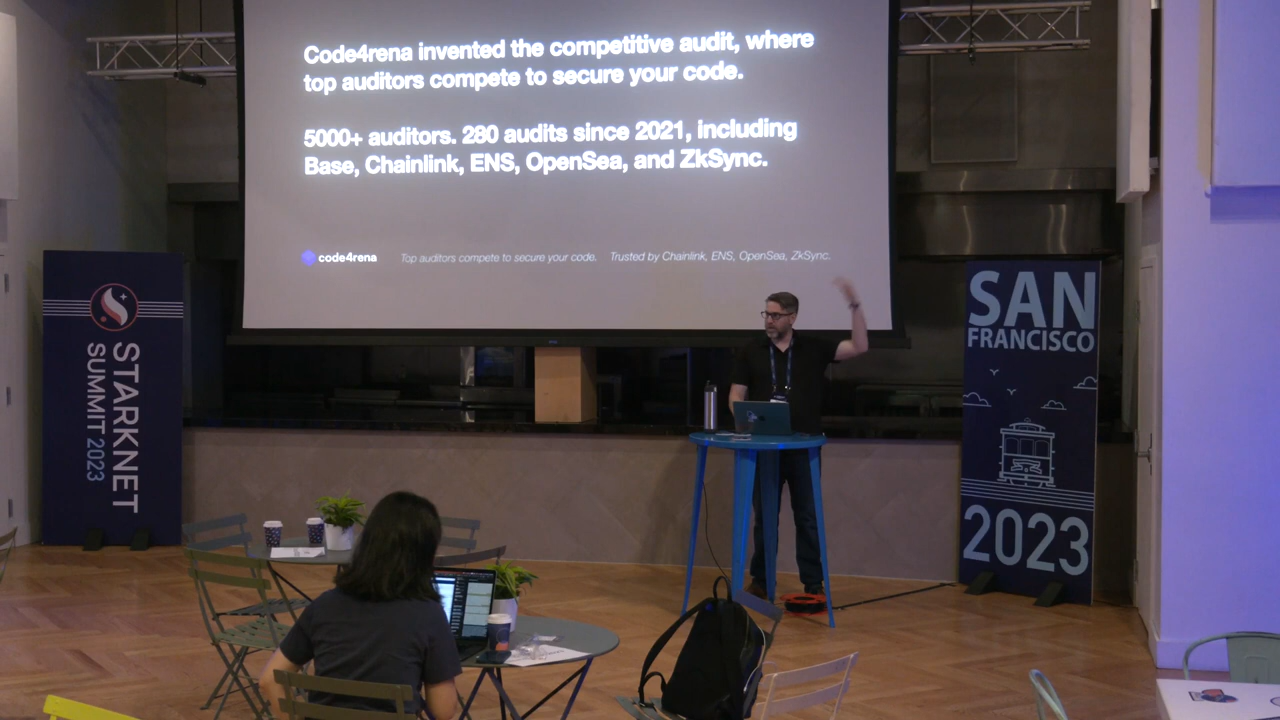 Code4rena invented the competitive audit, where
top auditors compete to secure your code.
5000+ auditors. 280 audits since 2021, including
Base, Chainlink, ENS, OpenSea, and ZkSync.
code4rena
Top auditors compete to secure your code.
Trusted by Chainlink, ENS, OpenSea, ZkSync.
STARKNET
SUMMIT 2023
SAN
FRANCISCO
2023